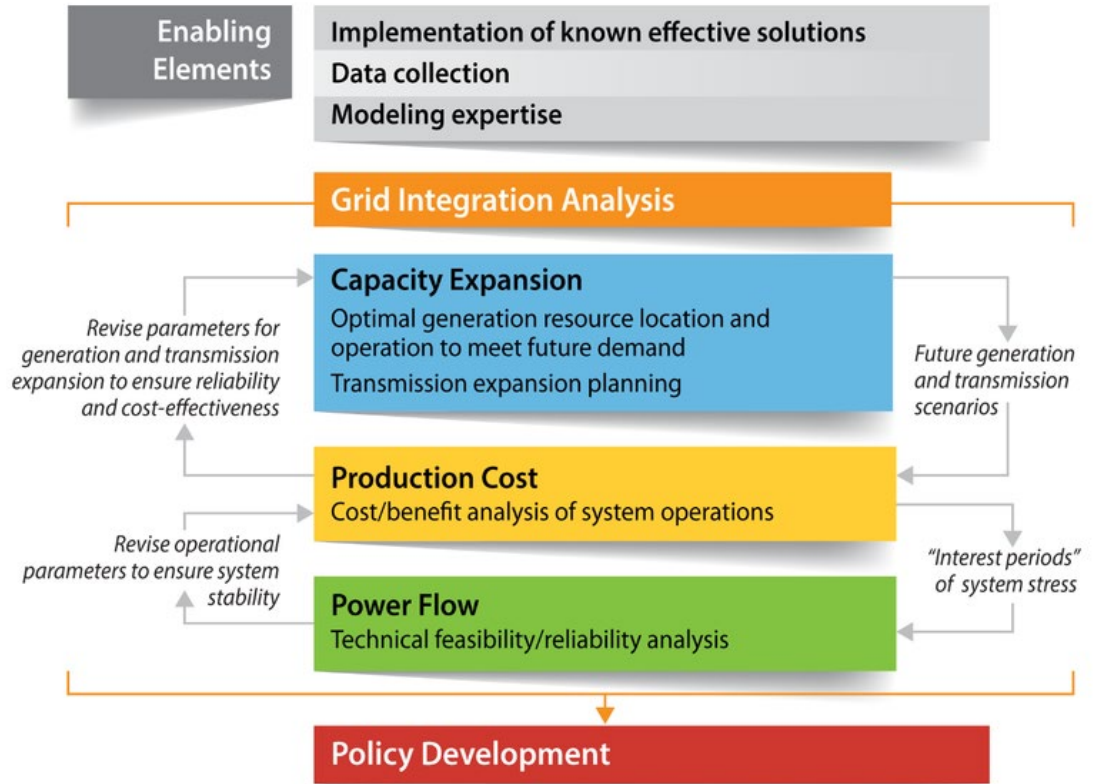 Enabling
Elements
Implementation of known effective solutions
Data collection
Modeling expertise
Grid Integration Analysis
Capacity Expansion
Optimal generation resource location and
operation to meet future demand
Transmission expansion planning
Revise parameters for
generation and transmission
expansion to ensure reliability
and cost-effectiveness
Future generation
and transmission
scenarios
Production Cost
Cost/benefit analysis of system operations
Revise operational
parameters to ensure system
stability
“Interest periods”
of system stress
Power Flow
Technical feasibility/reliability analysis
Policy Development